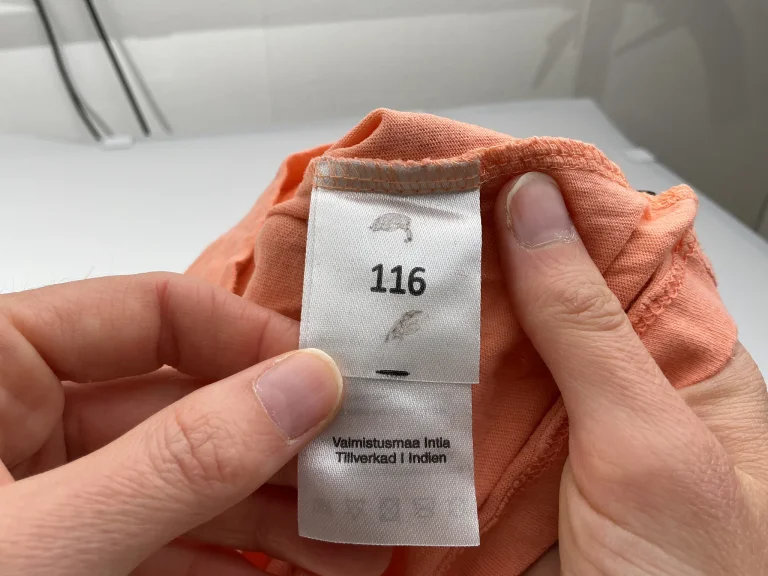 116
Valmistusmaa Intia
Tillverkad I Indien